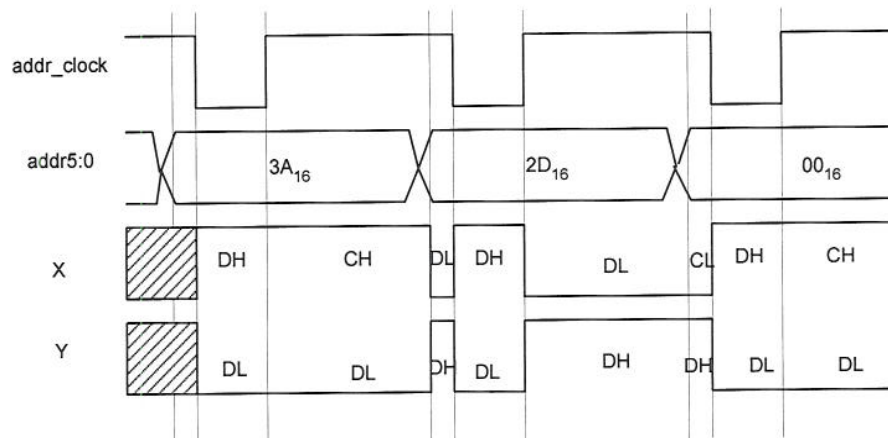 addr_clock
addr5:0 3A₁₆ 2D₁₆ 00₁₆
X DH CH DL DH DL CL DH CH
Y DL DL DH DL DH DH DL DL